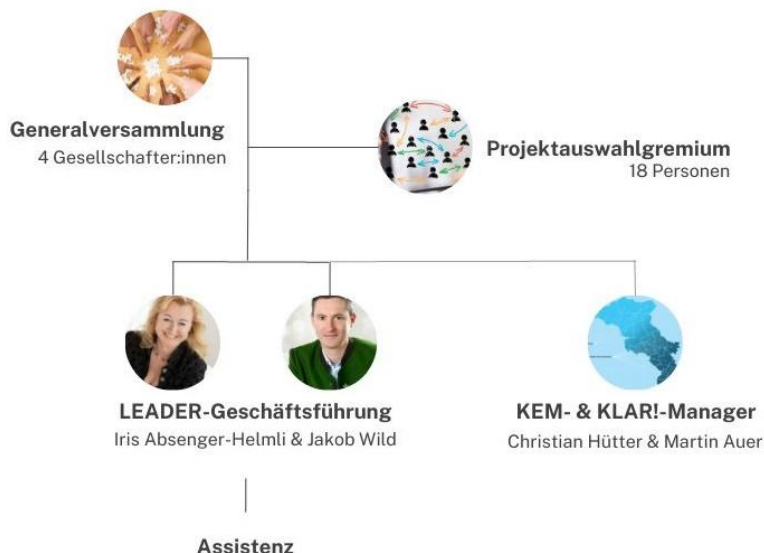 Generalversammlung
4 Gesellschafter:innen
Projektauswahlgremium
18 Personen
LEADER-Geschäftsführung
Iris Absenger-Helmli & Jakob Wild
KEM- & KLAR!-Manager
Christian Hütter & Martin Auer
Assistenz